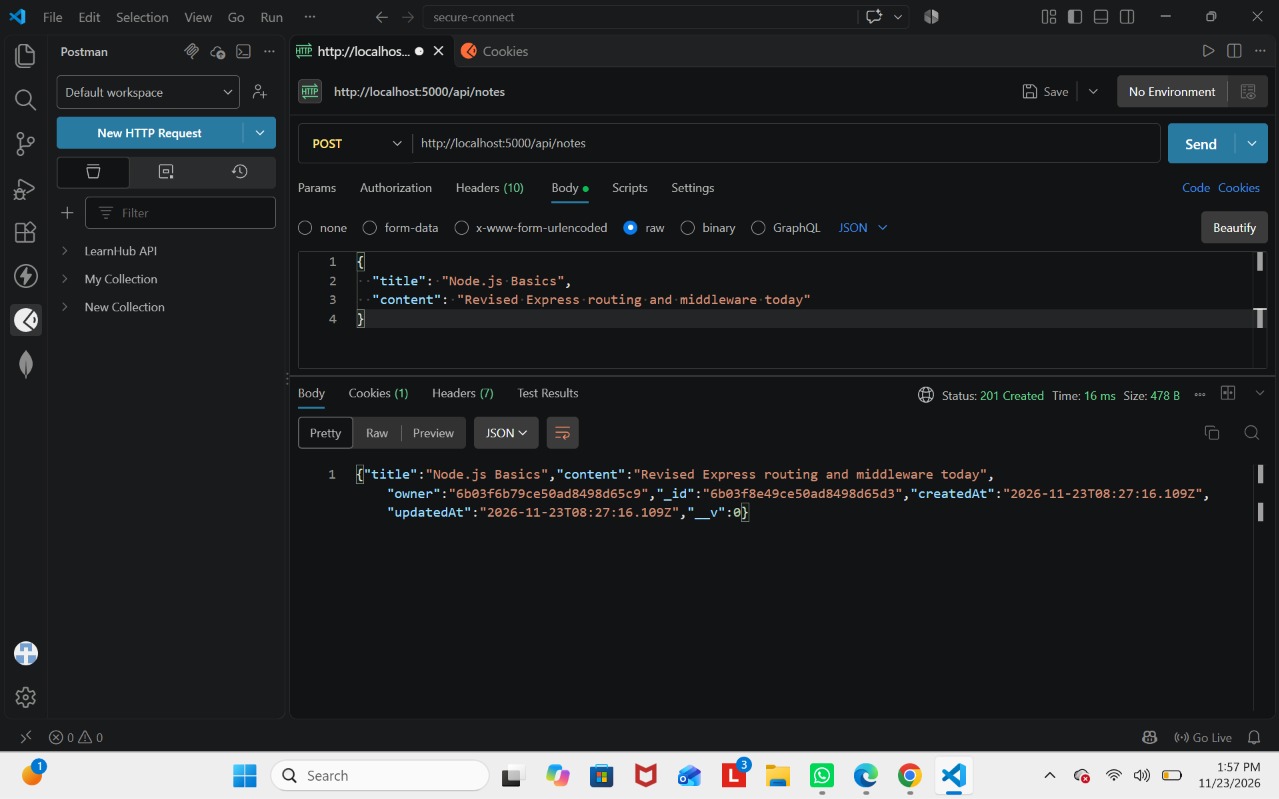 File Edit Selection View Go Run ··· secure-connect
Postman
HTTP http://localhos... Cookies
HTTP http://localhost:5000/api/notes Save No Environment
Default workspace
New HTTP Request
POST http://localhost:5000/api/notes Send
Params Authorization Headers (10) Body Scripts Settings Code Cookies
Filter
none form-data x-www-form-urlencoded raw binary GraphQL JSON Beautify
LearnHub API
My Collection
New Collection
1 {
2 "title": "Node.js Basics",
3 "content": "Revised Express routing and middleware today"
4 }
Body Cookies (1) Headers (7) Test Results Status: 201 Created Time: 16 ms Size: 478 B
Pretty Raw Preview JSON
1 {"title":"Node.js Basics","content":"Revised Express routing and middleware today",
"owner":"6b03f6b79ce50ad8498d65c9","_id":"6b03f8e49ce50ad8498d65d3","createdAt":"2026-11-23T08:27:16.109Z",
"updatedAt":"2026-11-23T08:27:16.109Z","__v":0}
0 0 Go Live
1 Search L 3 1:57 PM
11/23/2026